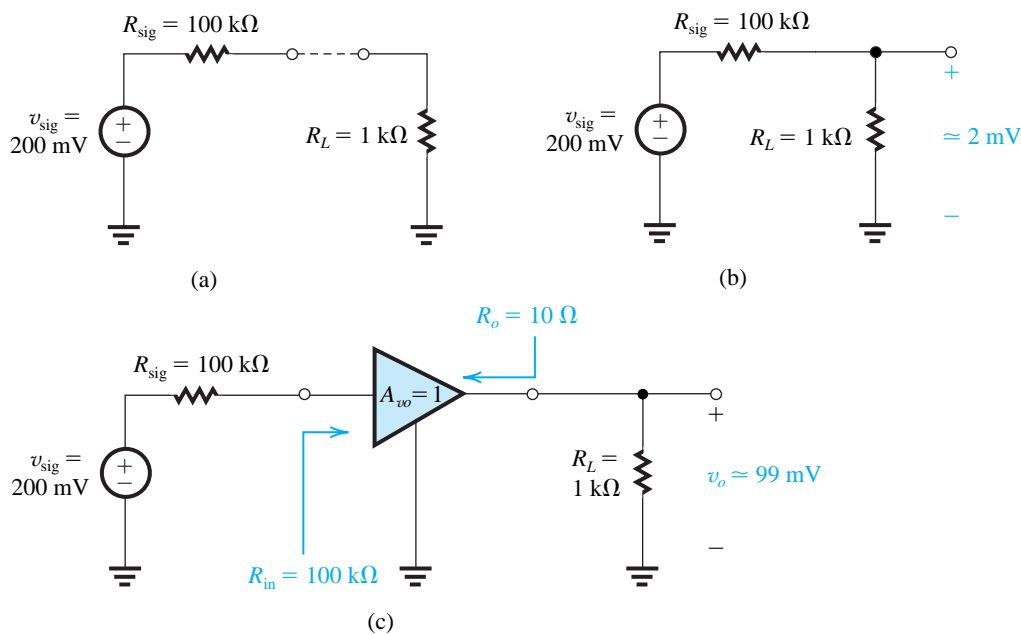 R_sig = 100 kΩ
v_sig =
200 mV
+
−
R_L = 1 kΩ
(a)
R_sig = 100 kΩ
v_sig =
200 mV
+
−
R_L = 1 kΩ
+
≃ 2 mV
−
(b)
R_sig = 100 kΩ
v_sig =
200 mV
+
−
R_in = 100 kΩ
A_vo = 1
R_o = 10 Ω
R_L =
1 kΩ
+
v_o ≃ 99 mV
−
(c)